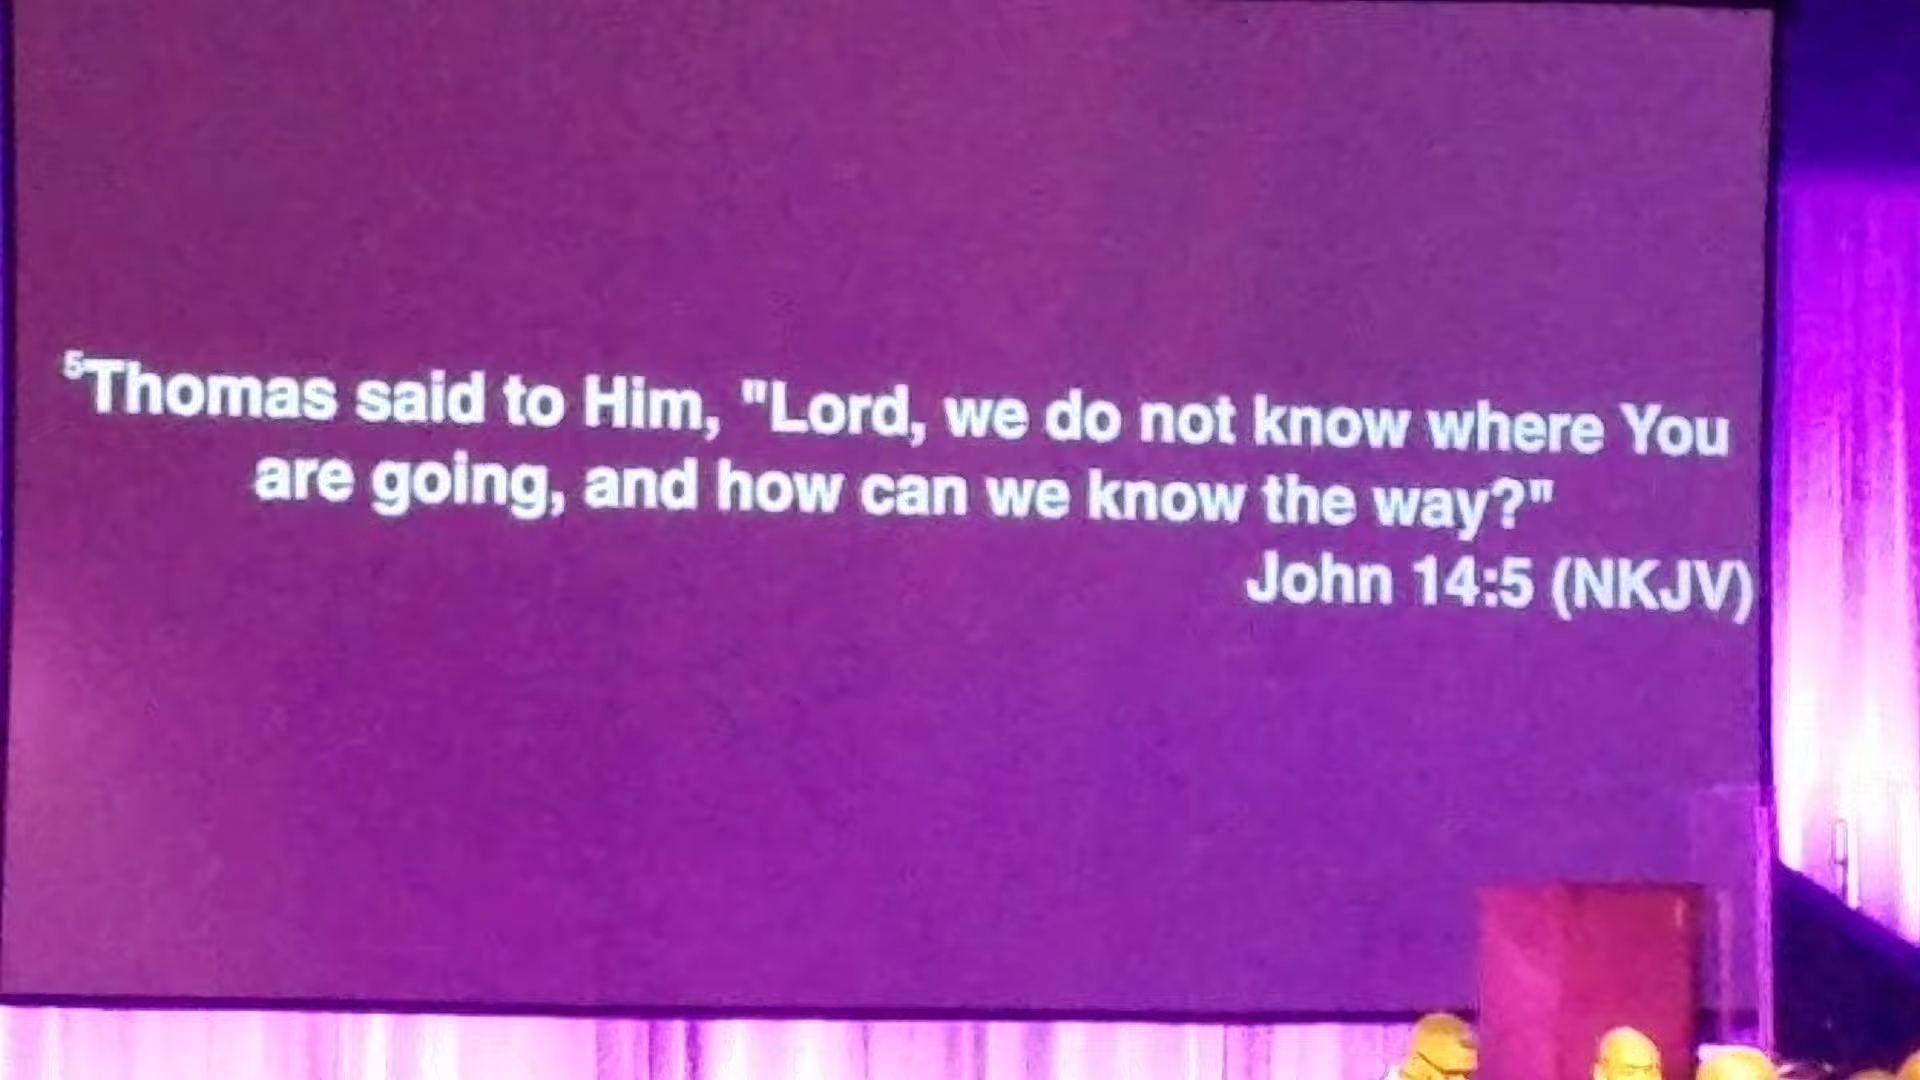 ⁵Thomas said to Him, "Lord, we do not know where You
are going, and how can we know the way?"
John 14:5 (NKJV)